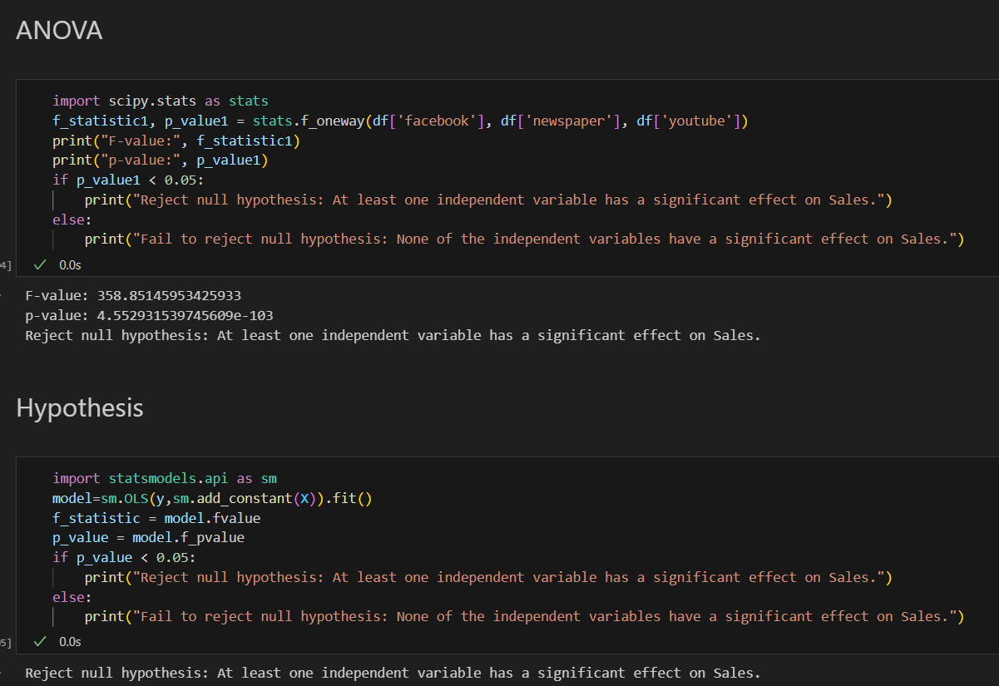 ANOVA
import scipy.stats as stats
f_statistic1, p_value1 = stats.f_oneway(df['facebook'], df['newspaper'], df['youtube'])
print("F-value:", f_statistic1)
print("p-value:", p_value1)
if p_value1 < 0.05:
    print("Reject null hypothesis: At least one independent variable has a significant effect on Sales.")
else:
    print("Fail to reject null hypothesis: None of the independent variables have a significant effect on Sales.")
4] ✓ 0.0s
F-value: 358.85145953425933
p-value: 4.552931539745609e-103
Reject null hypothesis: At least one independent variable has a significant effect on Sales.
Hypothesis
import statsmodels.api as sm
model=sm.OLS(y,sm.add_constant(X)).fit()
f_statistic = model.fvalue
p_value = model.f_pvalue
if p_value < 0.05:
    print("Reject null hypothesis: At least one independent variable has a significant effect on Sales.")
else:
    print("Fail to reject null hypothesis: None of the independent variables have a significant effect on Sales.")
5] ✓ 0.0s
Reject null hypothesis: At least one independent variable has a significant effect on Sales.